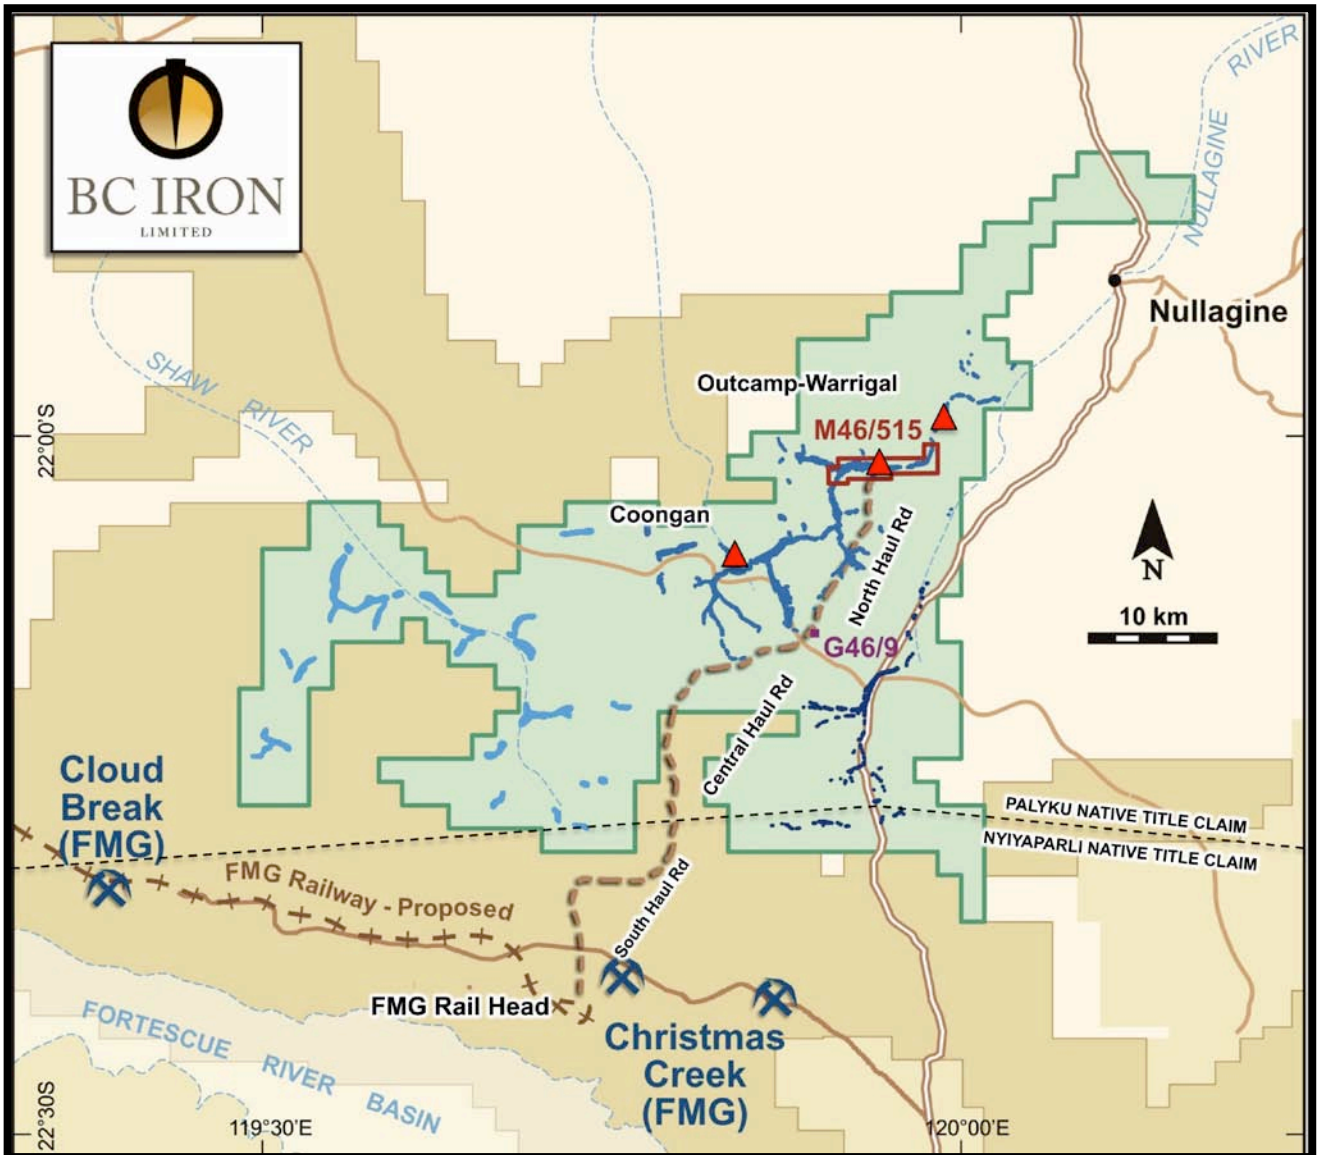 BC IRON
LIMITED
RIVER
NULLAGINE
Nullagine
SHAW
RIVER
Outcamp-Warrigal
M46/515
22°00'S
Coongan
North Haul Rd
N
10 km
G46/9
Central Haul Rd
Cloud
Break
(FMG)
PALYKU NATIVE TITLE CLAIM
NYIYAPARLI NATIVE TITLE CLAIM
FMG Railway - Proposed
South Haul Rd
FMG Rail Head
FORTESCUE RIVER BASIN
Christmas
Creek
(FMG)
22°30'S
119°30'E
120°00'E